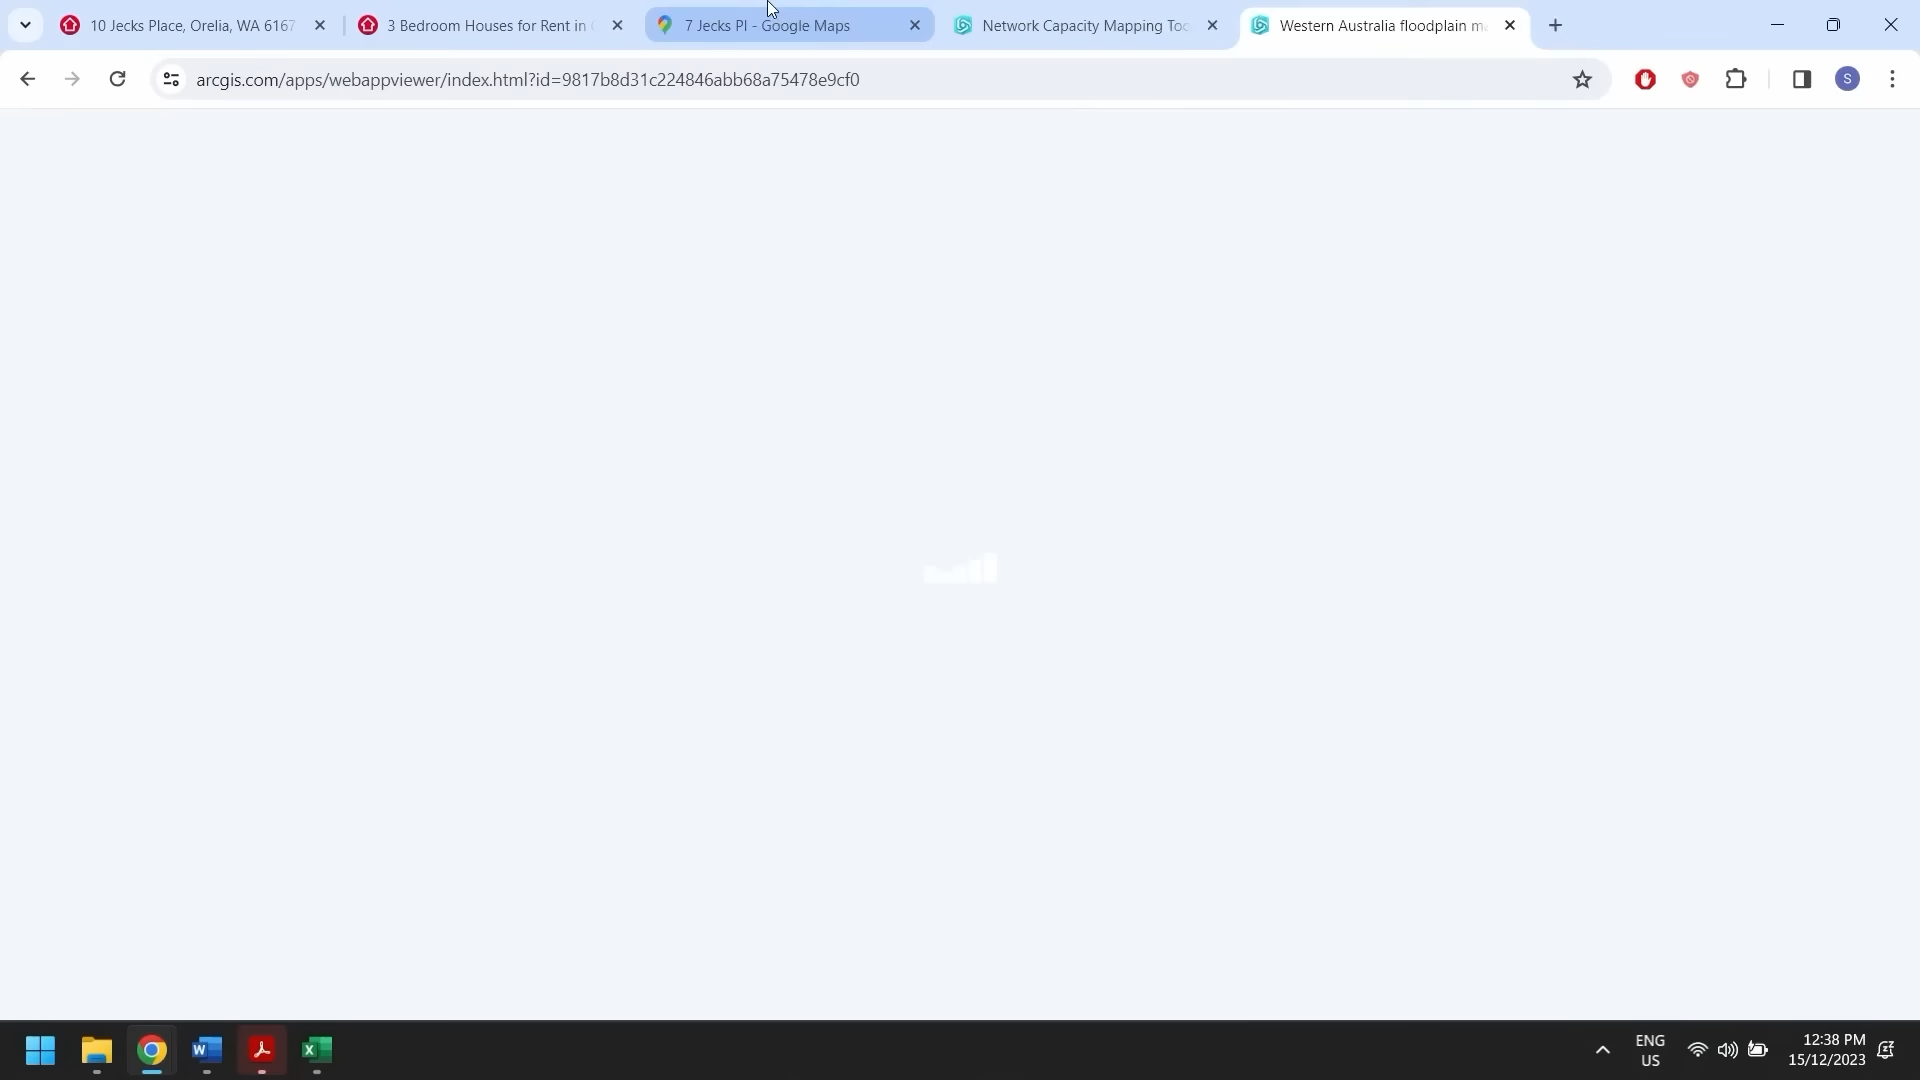 10 Jecks Place, Orelia, WA 6167
3 Bedroom Houses for Rent in
7 Jecks Pl - Google Maps
Network Capacity Mapping Too
Western Australia floodplain m
arcgis.com/apps/webappviewer/index.html?id=9817b8d31c224846abb68a75478e9cf0
S
W
X
ENG
US
12:38 PM
15/12/2023